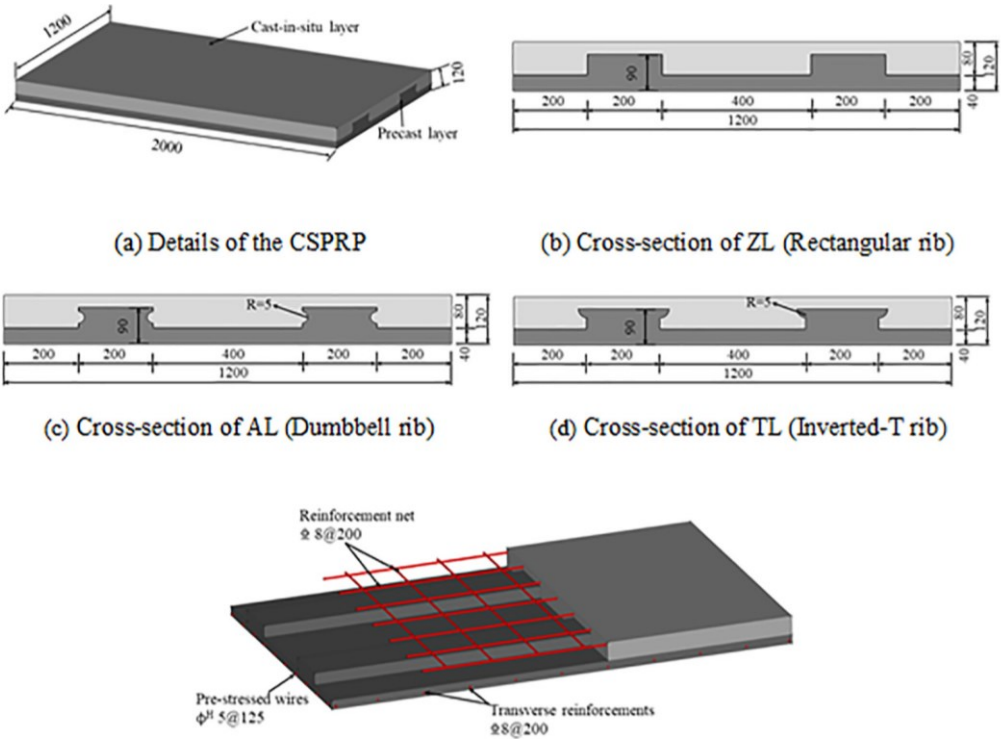 1200
Cast-in-situ layer
120
Precast layer
2000
90
80
120
40
200
200
400
200
200
1200
(a) Details of the CSPRP
(b) Cross-section of ZL (Rectangular rib)
R=5
90
80
120
40
200
200
400
200
200
1200
R=5
90
80
120
40
200
200
400
200
200
1200
(c) Cross-section of AL (Dumbbell rib)
(d) Cross-section of TL (Inverted-T rib)
Reinforcement net
8@200
Pre-stressed wires
ϕᴴ 5@125
Transverse reinforcements
8@200